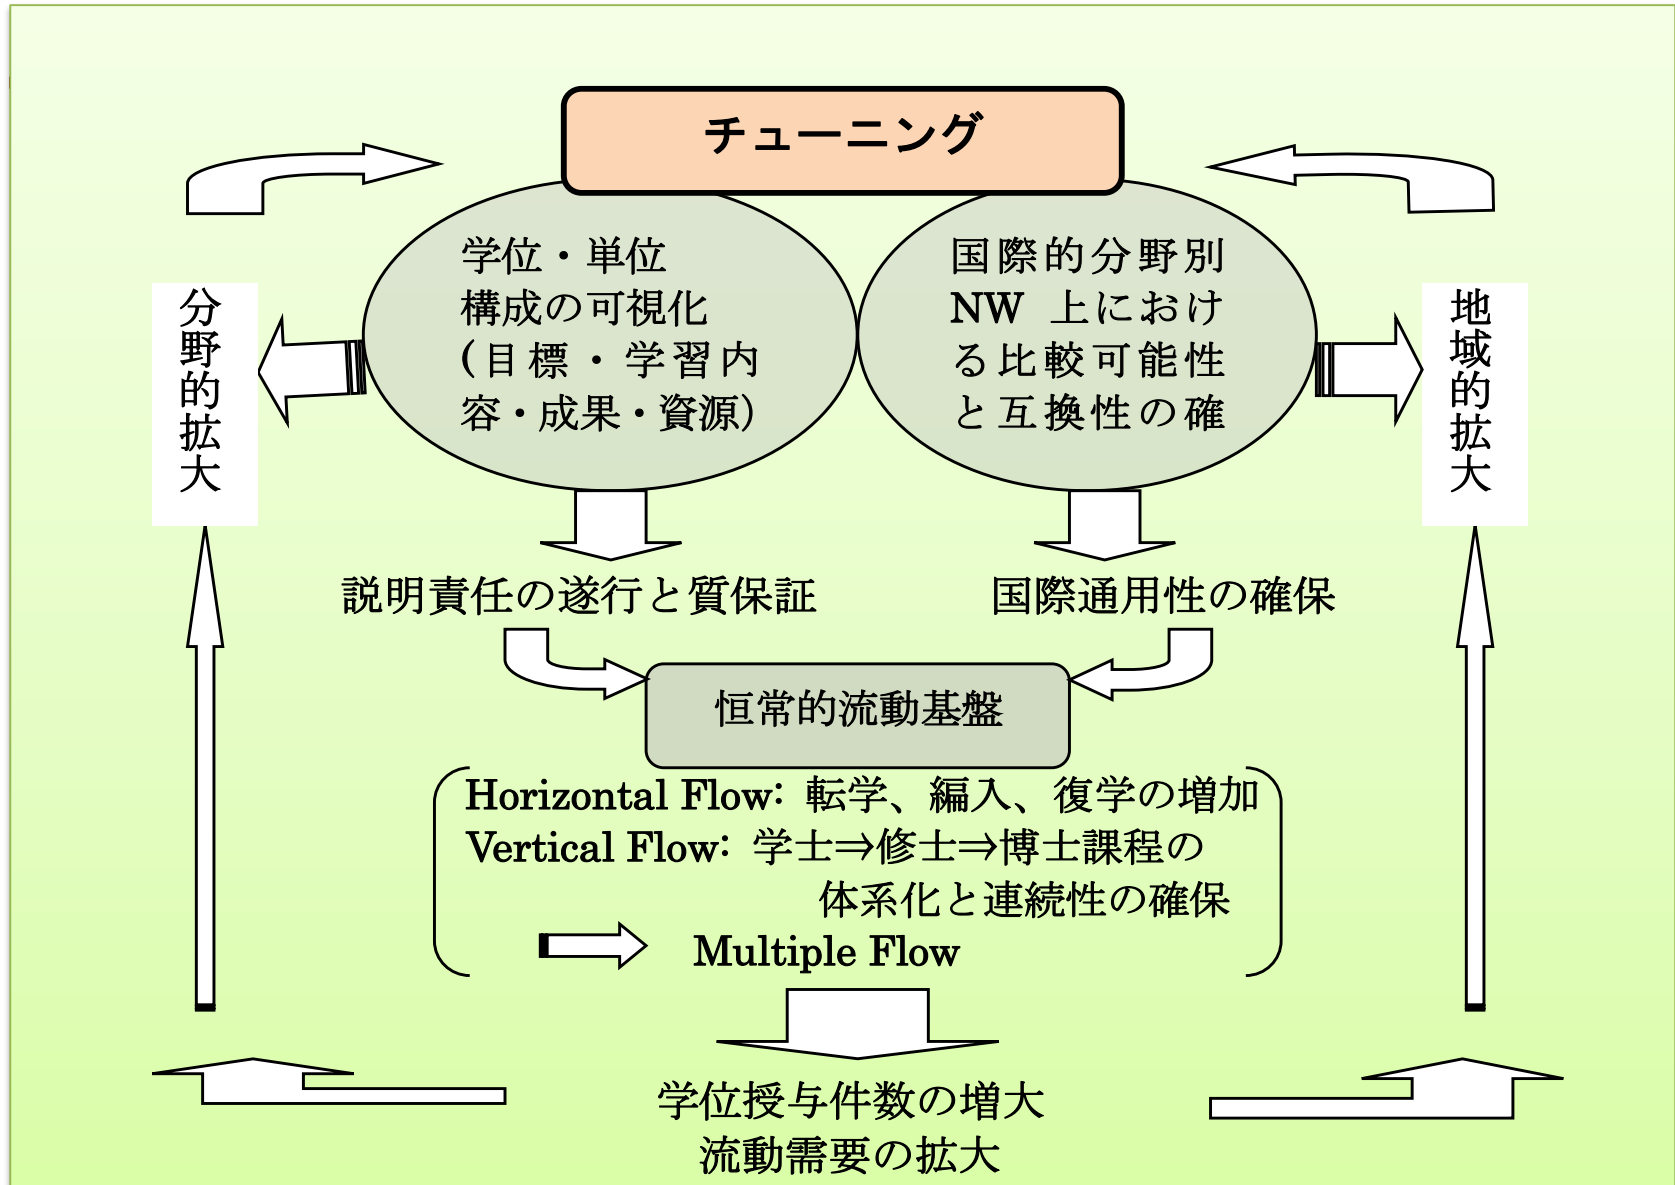 チューニング
学位・単位
構成の可視化
(目標・学習内
容・成果・資源)
国際的分野別
NW 上におけ
る比較可能性
と互換性の確
分野的拡大
地域的拡大
説明責任の遂行と質保証
国際通用性の確保
恒常的流動基盤
Horizontal Flow: 転学、編入、復学の増加
Vertical Flow: 学士⇒修士⇒博士課程の
体系化と連続性の確保
Multiple Flow
学位授与件数の増大
流動需要の拡大